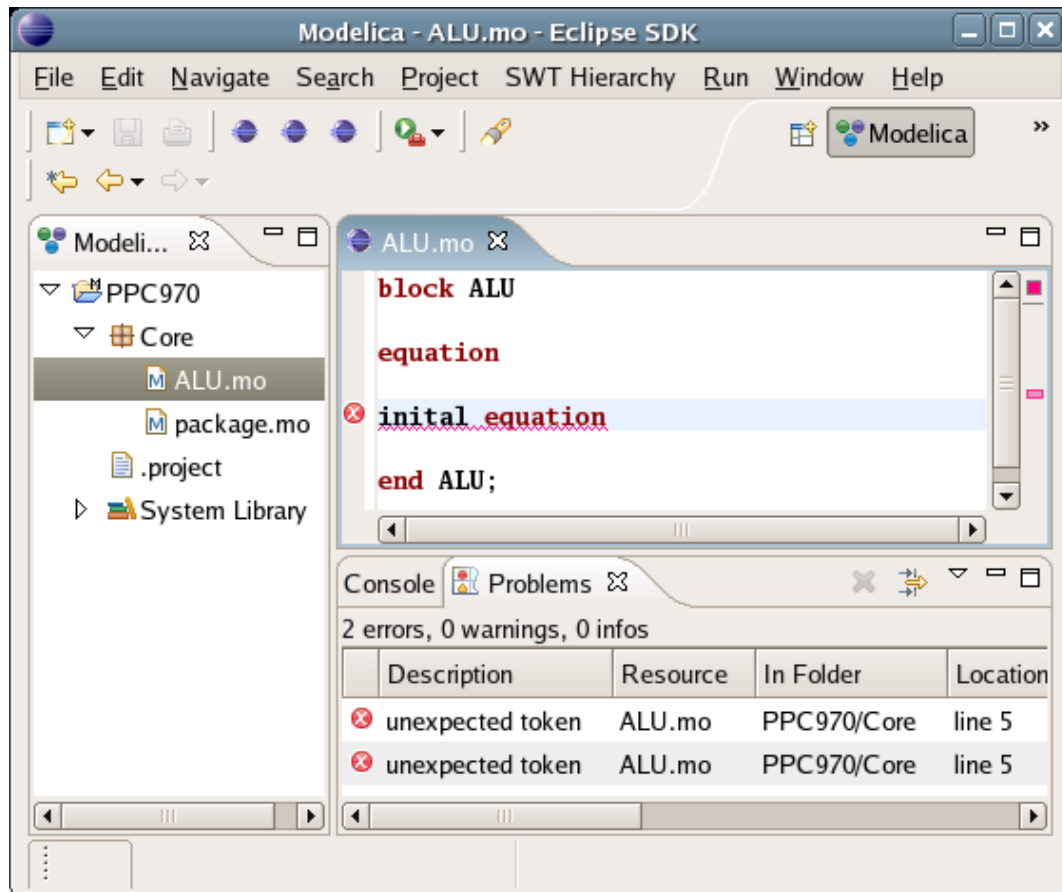 Modelica - ALU.mo - Eclipse SDK
File Edit Navigate Search Project SWT Hierarchy Run Window Help
Modelica »
Modeli...
PPC970
Core
ALU.mo
package.mo
.project
System Library
ALU.mo
block ALU
equation
inital equation
end ALU;
Console Problems
2 errors, 0 warnings, 0 infos
Description Resource In Folder Location
unexpected token ALU.mo PPC970/Core line 5
unexpected token ALU.mo PPC970/Core line 5